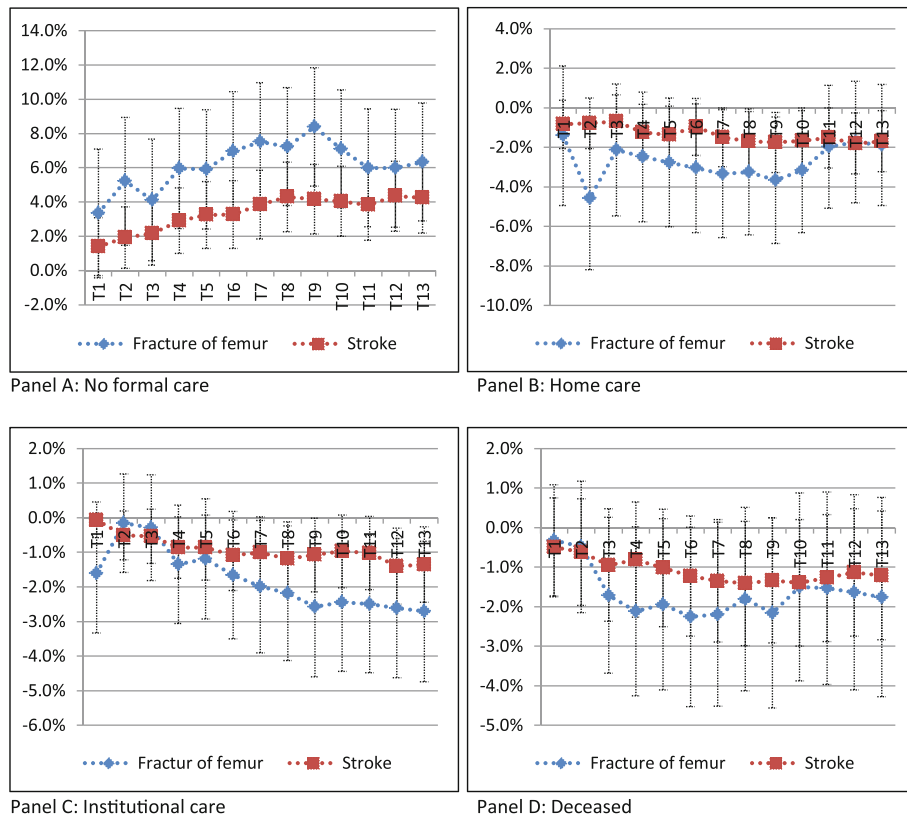 14.0%
12.0%
10.0%
8.0%
6.0%
4.0%
2.0%
0.0%
-2.0%
T1 T2 T3 T4 T5 T6 T7 T8 T9 T10 T11 T12 T13
Fracture of femur Stroke
Panel A: No formal care
4.0%
2.0%
0.0%
-2.0%
-4.0%
-6.0%
-8.0%
-10.0%
T1 T2 T3 T4 T5 T6 T7 T8 T9 T10 T11 T12 T13
Fracture of femur Stroke
Panel B: Home care
2.0%
1.0%
0.0%
-1.0%
-2.0%
-3.0%
-4.0%
-5.0%
-6.0%
T1 T2 T3 T4 T5 T6 T7 T8 T9 T10 T11 T12 T13
Fractur of femur Stroke
Panel C: Institutional care
2.0%
1.0%
0.0%
-1.0%
-2.0%
-3.0%
-4.0%
-5.0%
T1 T2 T3 T4 T5 T6 T7 T8 T9 T10 T11 T12 T13
Fracture of femur Stroke
Panel D: Deceased